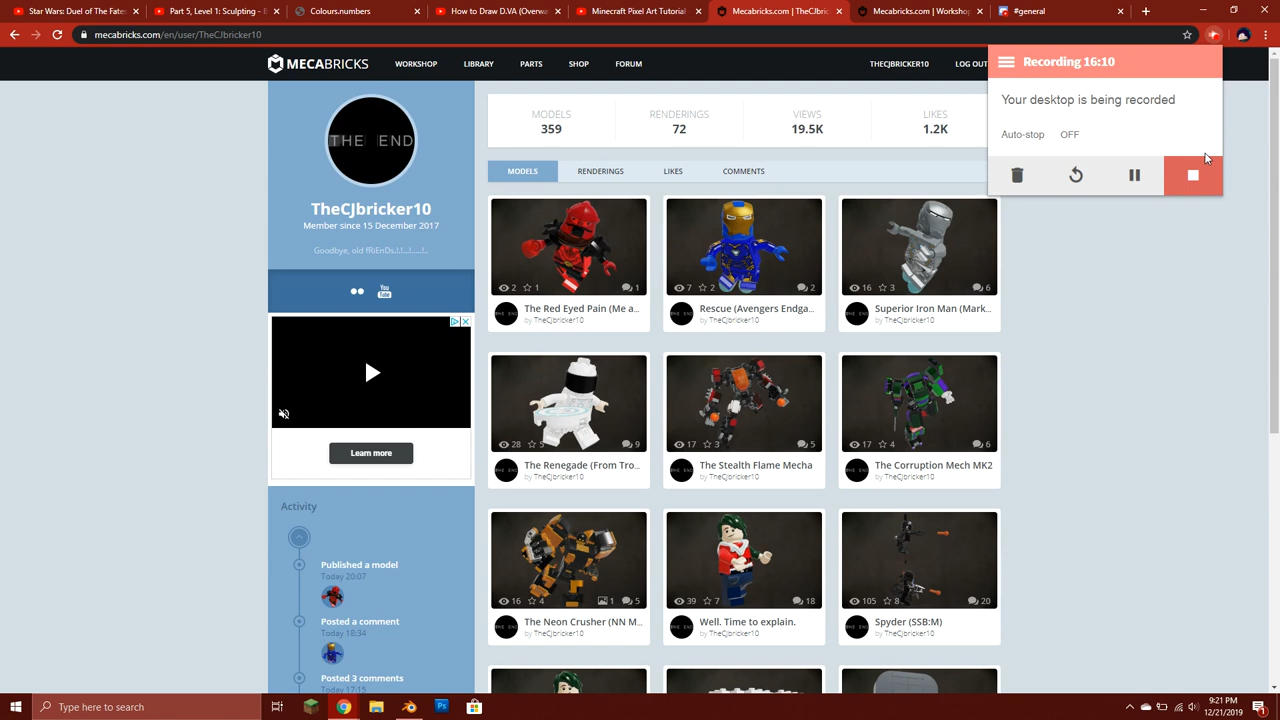 Star Wars: Duel of The Fates
Part 5, Level 1: Sculpting -
Colours.numbers
How to Draw D.VA (Overwa
Minecraft Pixel Art Tutorial
Mecabricks.com | TheCJbric
Mecabricks.com | Workshop
#general
mecabricks.com/en/user/TheCJbricker10
MECABRICKS
WORKSHOP
LIBRARY
PARTS
SHOP
FORUM
THECJBRICKER10
LOG OUT
Recording 16:10
Your desktop is being recorded
Auto-stop OFF
THE END
TheCJbricker10
Member since 15 December 2017
Goodbye, old fRiEnDs.!.!...!.....!..
You
Tube
MODELS
359
RENDERINGS
72
VIEWS
19.5K
LIKES
1.2K
MODELS
RENDERINGS
LIKES
COMMENTS
2 1 1
The Red Eyed Pain (Me a...
by TheCJbricker10
7 2 2
Rescue (Avengers Endga...
by TheCJbricker10
16 3 6
Superior Iron Man (Mark...
by TheCJbricker10
28 5 9
The Renegade (From Tro...
by TheCJbricker10
17 3 5
The Stealth Flame Mecha
by TheCJbricker10
17 4 6
The Corruption Mech MK2
by TheCJbricker10
16 4 1 5
The Neon Crusher (NN M...
by TheCJbricker10
39 7 18
Well. Time to explain.
by TheCJbricker10
105 8 20
Spyder (SSB:M)
by TheCJbricker10
Learn more
Activity
Published a model
Today 20:07
Posted a comment
Today 18:34
Posted 3 comments
Today 17:15
Type here to search
9:21 PM
12/21/2019